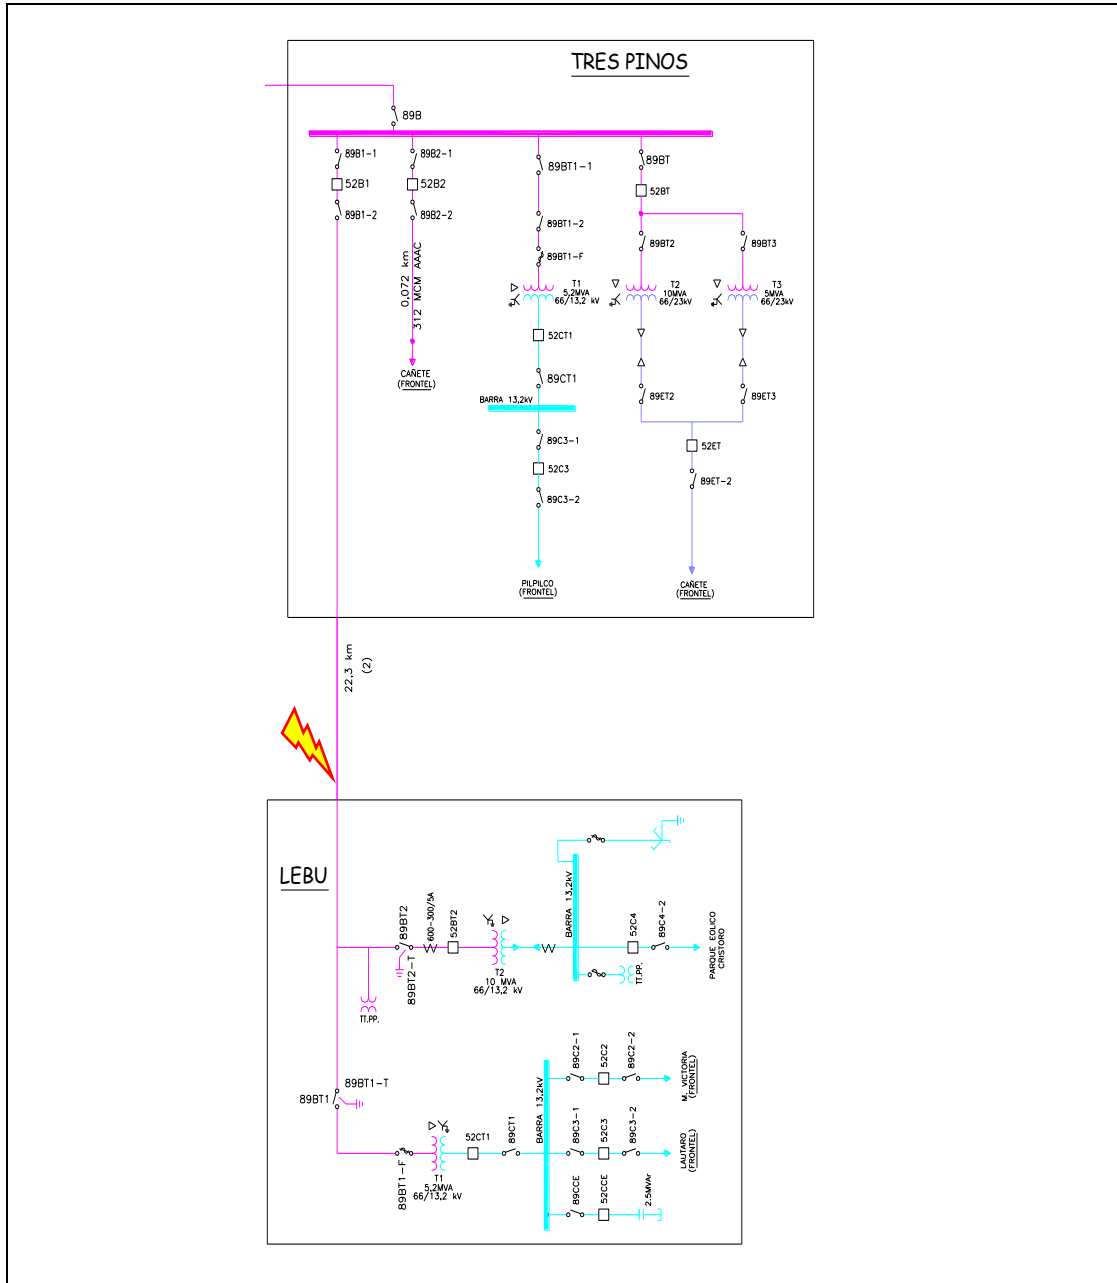 TRES PINOS
89B
89B1-1
89B2-1
89BT1-1
89BT
52B1
52B2
52BT
89B1-2
89B2-2
89BT1-2
89BT2
89BT3
89BT1-F
0,072 km
312 MCM AAAC
T1
5,2MVA
66/13,2 kV
T2
10MVA
66/23kV
T3
5MVA
66/23kV
52CT1
CAÑETE
(FRONTEL)
89CT1
BARRA 13,2kV
89ET2
89ET3
89C3-1
52ET
52C3
89ET-2
89C3-2
PILPILCO
(FRONTEL)
CAÑETE
(FRONTEL)
22,3 km
(2)
LEBU
89BT2
89BT2-T
600-300/5A
52BT2
T2
10 MVA
66/13,2 kV
BARRA 13,2kV
52C4
89C4-2
PARQUE EOLICO
CRISTORO
TT.PP.
TT.PP.
89BT1-T
89BT1
89BT1-F
T1
5,2MVA
66/13,2 kV
52CT1
89CT1
BARRA 13,2kV
89C2-1
52C2
89C2-2
M. VICTORIA
(FRONTEL)
89C3-1
52C3
89C3-2
LAUTARO
(FRONTEL)
89CCE
52CCE
2.5MVAr